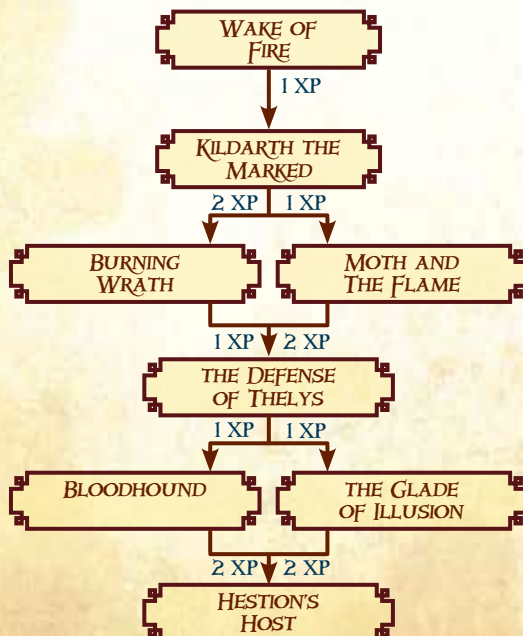 Wake of
Fire
1 XP
Kildarth the
Marked
2 XP 1 XP
Burning
Wrath
Moth and
The Flame
1 XP 2 XP
the Defense
of Thelys
1 XP 1 XP
Bloodhound
the Glade
of Illusion
2 XP 2 XP
Hestion's
Host